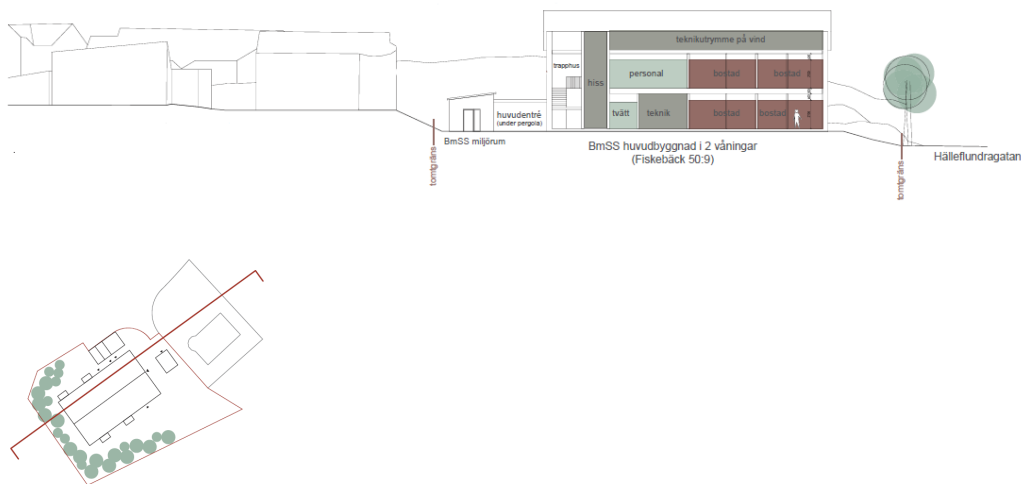 teknikutrymme på vind
trapphus
hiss
personal
bostad
bostad
tvätt
teknik
bostad
bostad
huvudentré
(under pergola)
BmSS miljörum
tomtgräns
BmSS huvudbyggnad i 2 våningar
(Fiskebäck 50:9)
tomtgräns
Hälleflundragatan